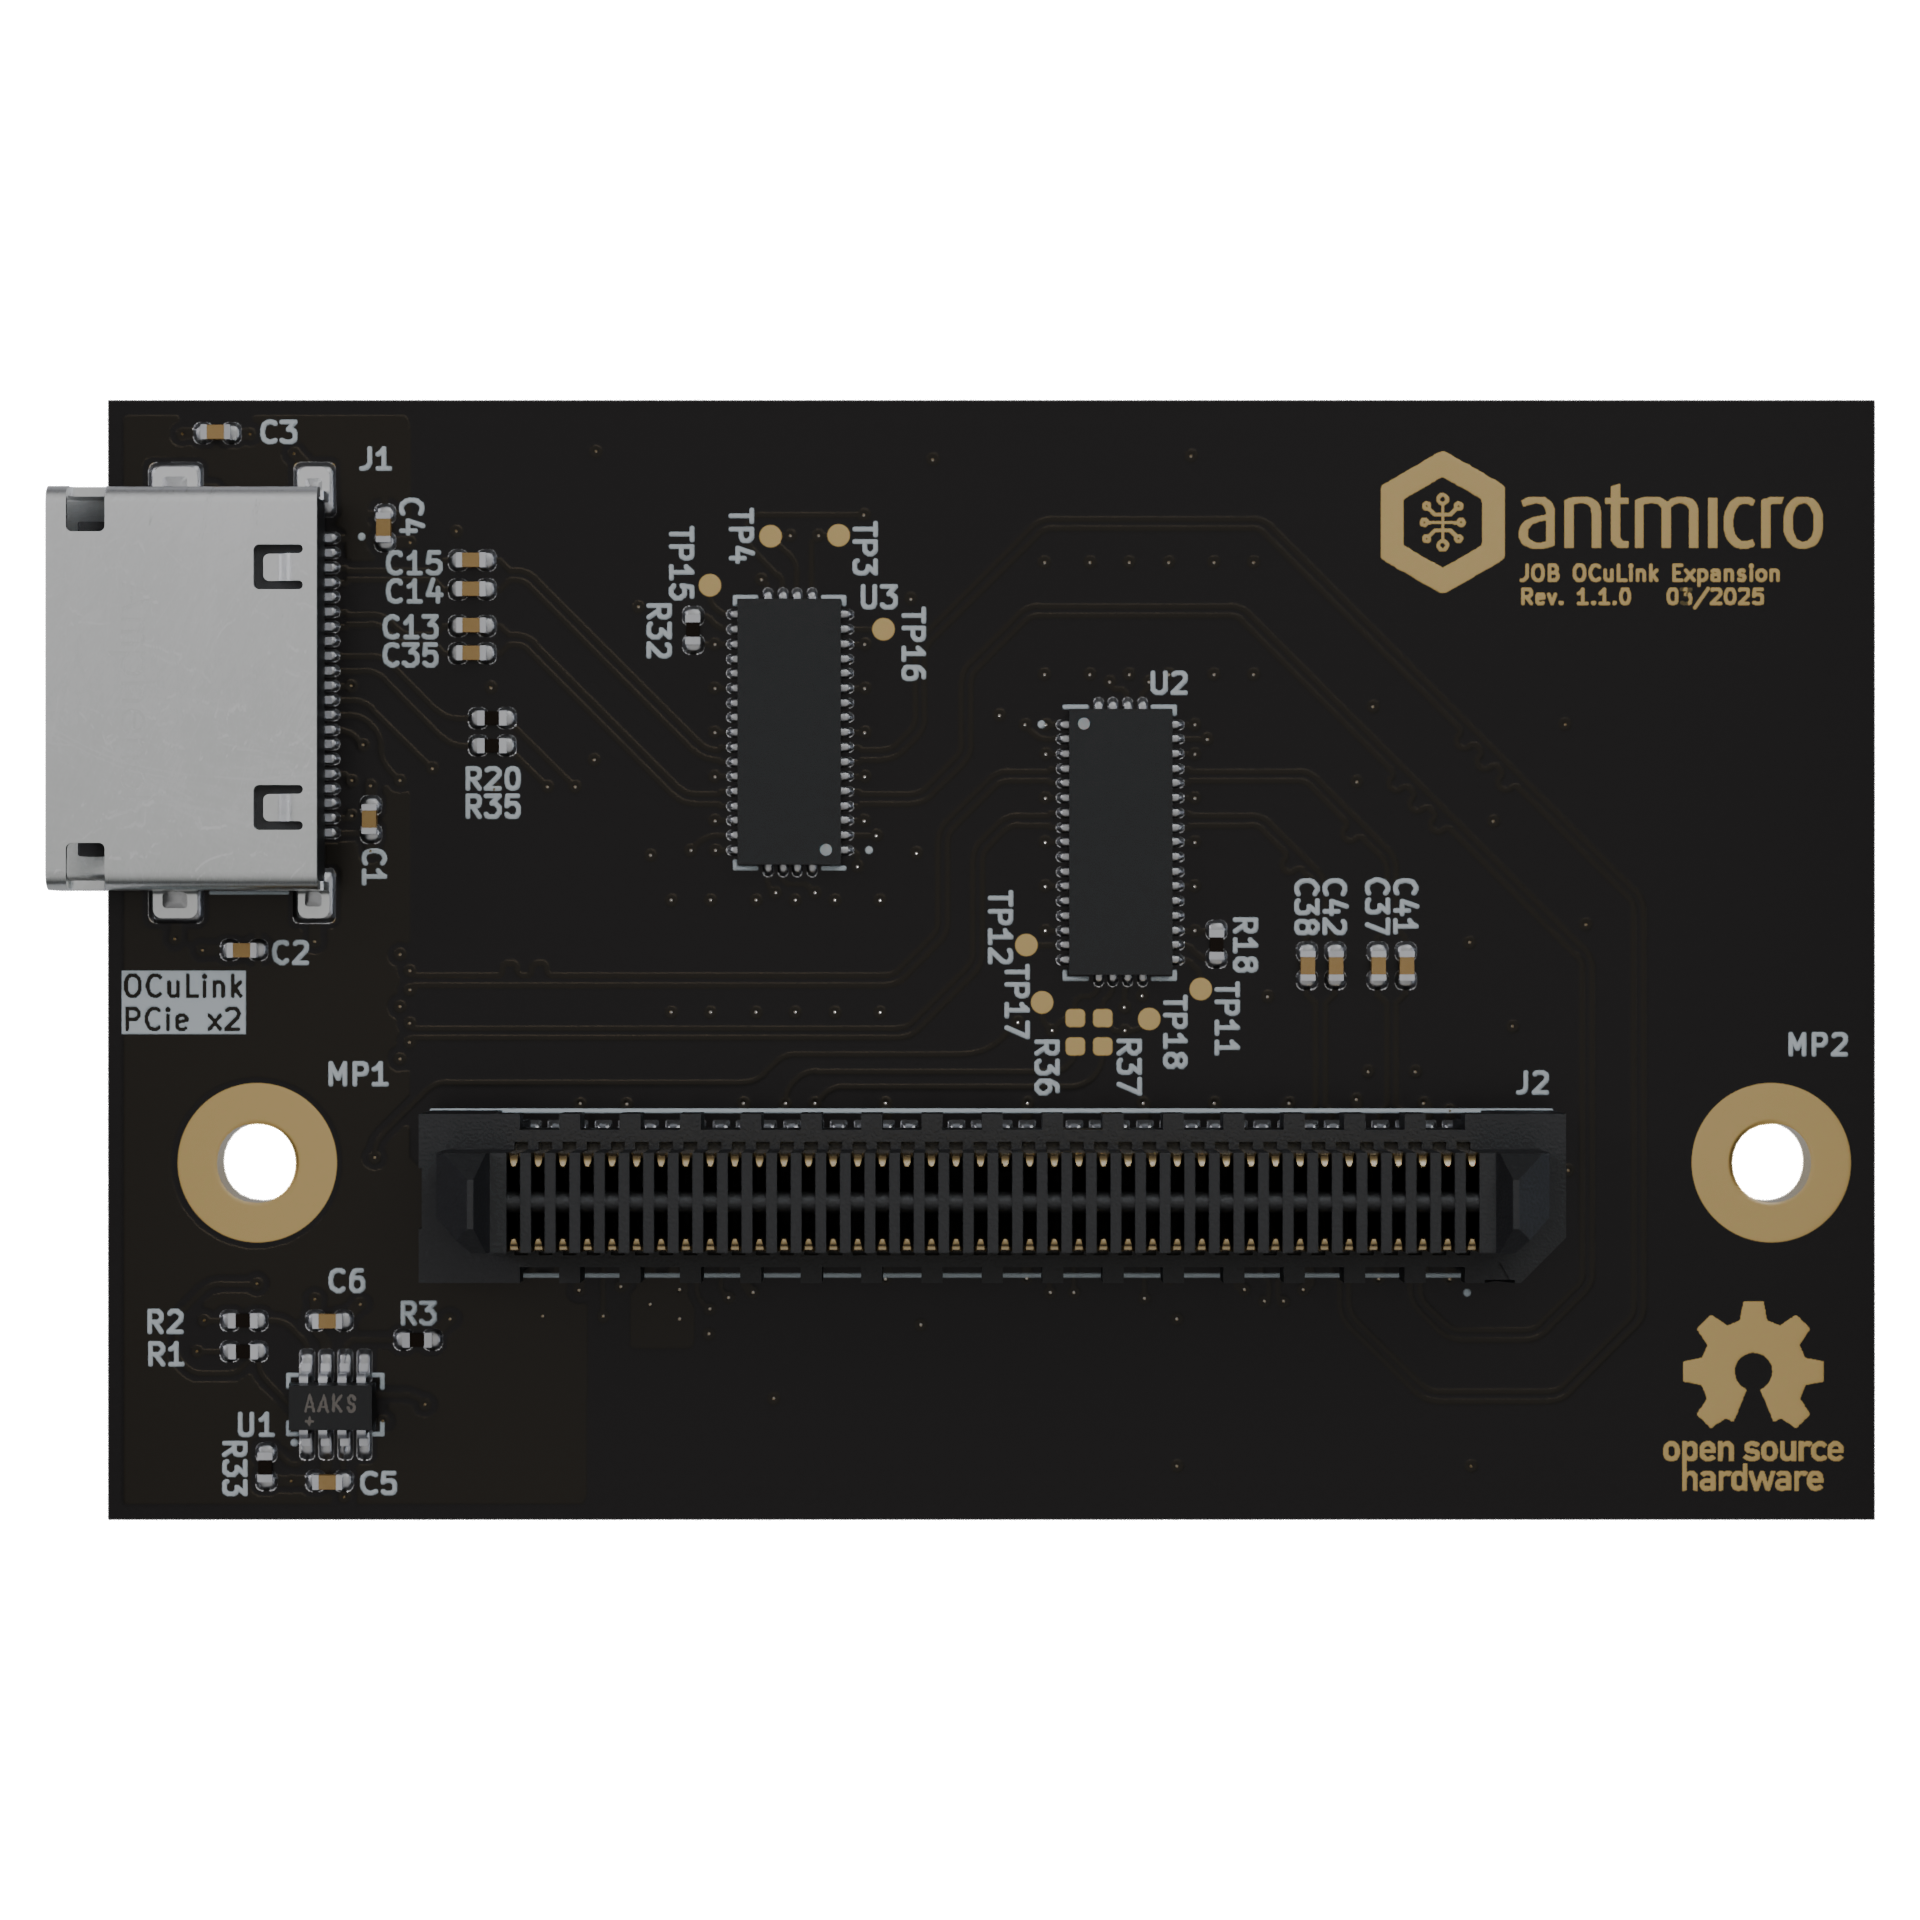 C3
J1
antmicro
JOB OCuLink Expansion
Rev. 1.1.0 03/2025
C4
C15
C14
C13
C35
TP4
TP3
TP15
U3
R32
TP16
U2
R20
R35
C1
C38
C42
C37
C41
TP12
R18
C2
OCuLink
PCie x2
TP17
TP18
TP11
R36
R37
MP1
MP2
J2
C6
R2
R3
R1
AAKS
U1
R33
C5
open source
hardware